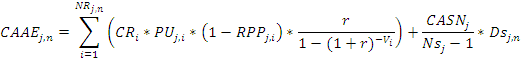 CAAE_{j,n} = \sum_{i=1}^{NR_{j,n}} \left( CR_i * PU_{j,i} * (1 - RPP_{j,i}) * \frac{r}{1 - (1 + r)^{-V_i}} \right) + \frac{CASN_j}{Ns_j - 1} * Ds_{j,n}